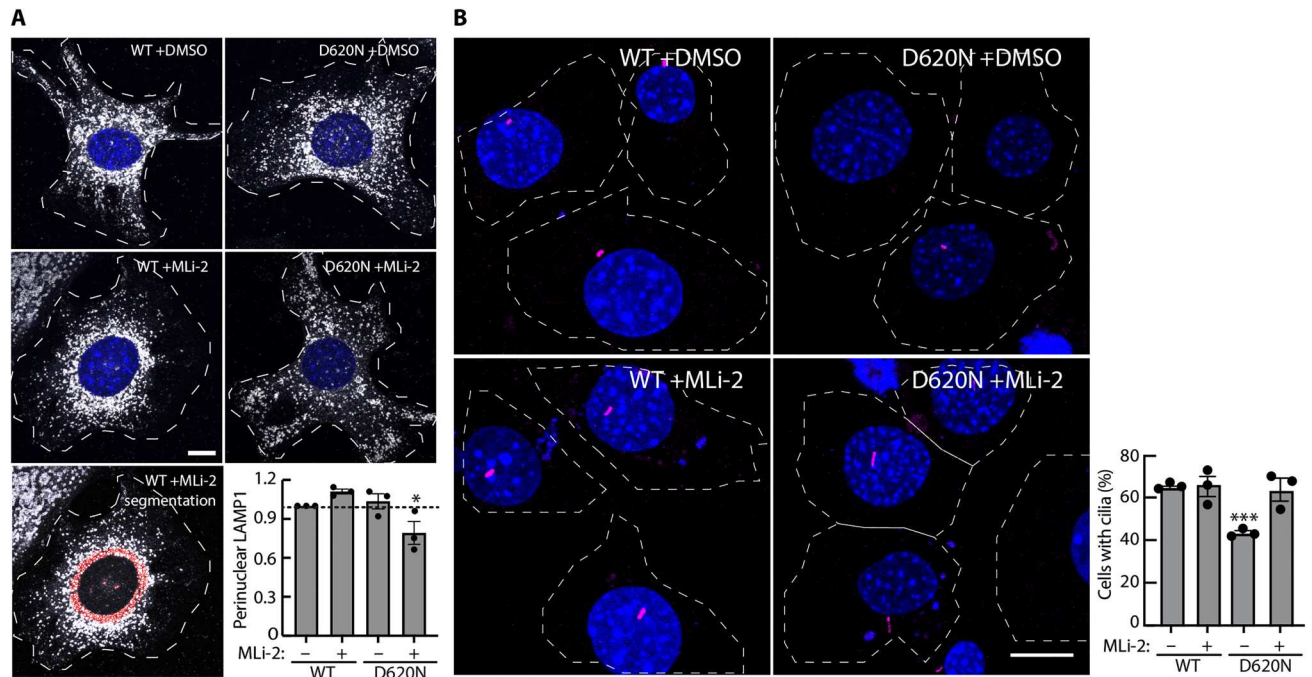 A
B
WT +DMSO
D620N +DMSO
WT +MLi-2
D620N +MLi-2
WT +MLi-2
segmentation
Perinuclear LAMP1
1.2
0.9
0.6
0.3
0
*
MLi-2: – + – +
WT D620N
WT +DMSO
D620N +DMSO
WT +MLi-2
D620N +MLi-2
Cells with cilia (%)
80
60
40
20
0
***
MLi-2: – + – +
WT D620N